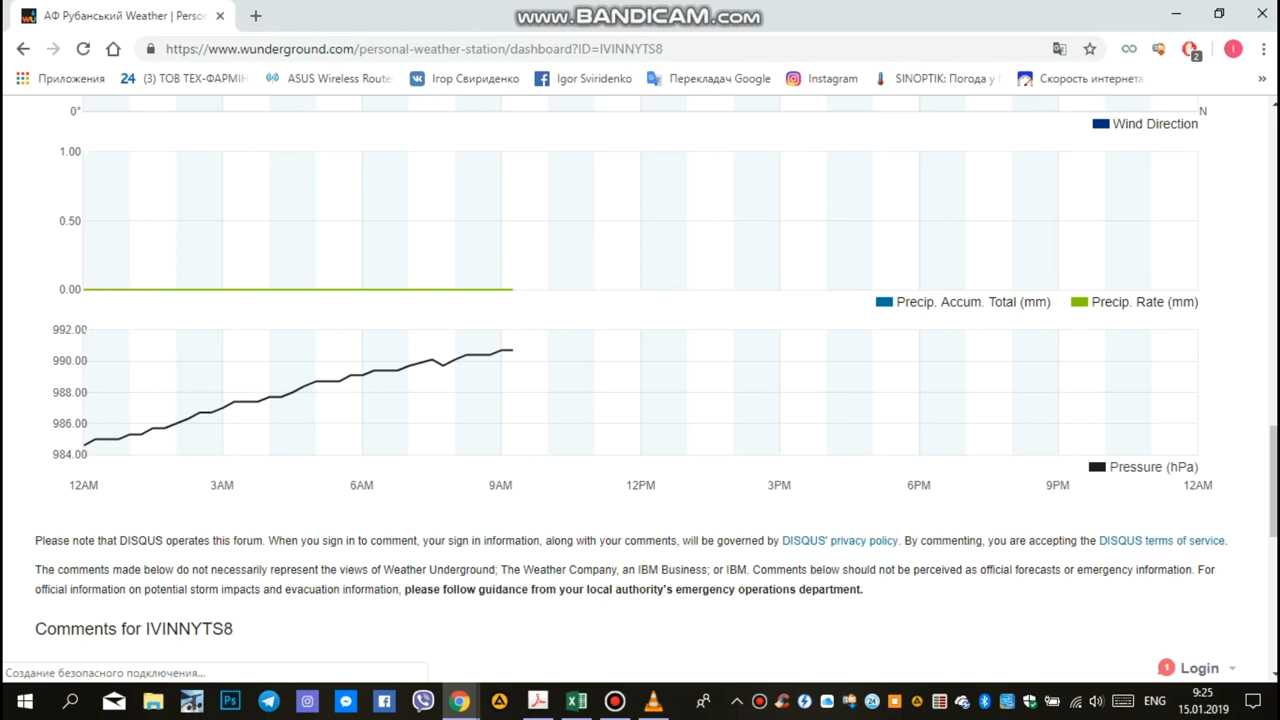 www.BANDICAM.com
АФ Рубанський Weather | Person
https://www.wunderground.com/personal-weather-station/dashboard?ID=IVINNYTS8
2
I
Приложения
24 (3) ТОВ ТЕХ-ФАРМІН
ASUS Wireless Route
Ігор Свириденко
Igor Sviridenko
Перекладач Google
Instagram
SINOPTIK: Погода у
Скорость интернета
»
0°
N
Wind Direction
1.00
0.50
0.00
Precip. Accum. Total (mm)
Precip. Rate (mm)
992.00
990.00
988.00
986.00
984.00
Pressure (hPa)
12AM 3AM 6AM 9AM 12PM 3PM 6PM 9PM 12AM
Please note that DISQUS operates this forum. When you sign in to comment, your sign in information, along with your comments, will be governed by DISQUS' privacy policy. By commenting, you are accepting the DISQUS terms of service.
The comments made below do not necessarily represent the views of Weather Underground; The Weather Company, an IBM Business; or IBM. Comments below should not be perceived as official forecasts or emergency information. For
official information on potential storm impacts and evacuation information, please follow guidance from your local authority's emergency operations department.
Comments for IVINNYTS8
1 Login
Создание безопасного подключения...
Ps
24
ENG
9:25
15.01.2019